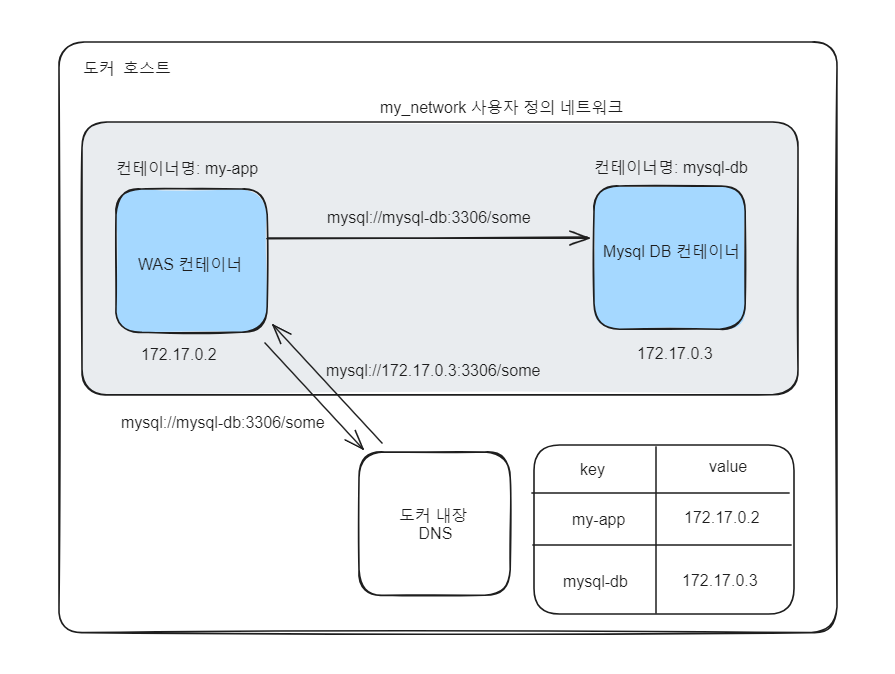 도커 호스트
my_network 사용자 정의 네트워크
컨테이너명: my-app
컨테이너명: mysql-db
mysql://mysql-db:3306/some
WAS 컨테이너
Mysql DB 컨테이너
172.17.0.2
172.17.0.3
mysql://172.17.0.3:3306/some
mysql://mysql-db:3306/some
도커 내장
DNS
key
value
my-app
172.17.0.2
mysql-db
172.17.0.3